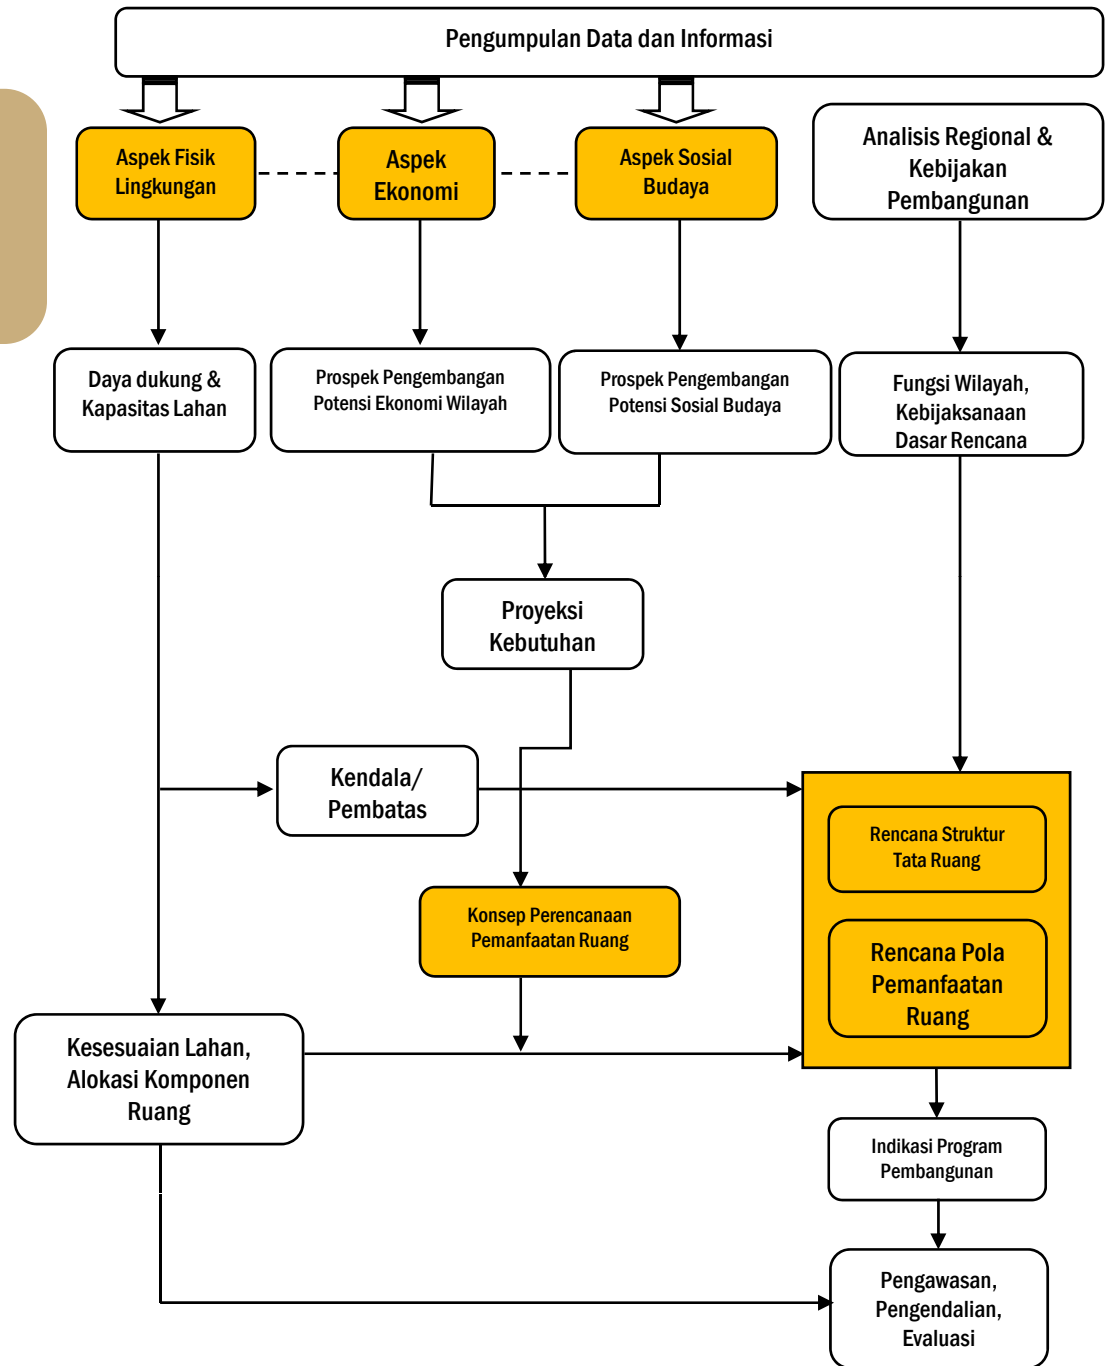 Pengumpulan Data dan Informasi
Aspek Fisik
Lingkungan
Aspek
Ekonomi
Aspek Sosial
Budaya
Analisis Regional &
Kebijakan
Pembangunan
Daya dukung &
Kapasitas Lahan
Prospek Pengembangan
Potensi Ekonomi Wilayah
Prospek Pengembangan
Potensi Sosial Budaya
Fungsi Wilayah,
Kebijaksanaan
Dasar Rencana
Proyeksi
Kebutuhan
Kendala/
Pembatas
Rencana Struktur
Tata Ruang
Konsep Perencanaan
Pemanfaatan Ruang
Rencana Pola
Pemanfaatan
Ruang
Kesesuaian Lahan,
Alokasi Komponen
Ruang
Indikasi Program
Pembangunan
Pengawasan,
Pengendalian,
Evaluasi